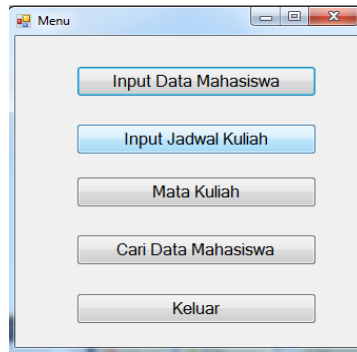 Menu
Input Data Mahasiswa
Input Jadwal Kuliah
Mata Kuliah
Cari Data Mahasiswa
Keluar